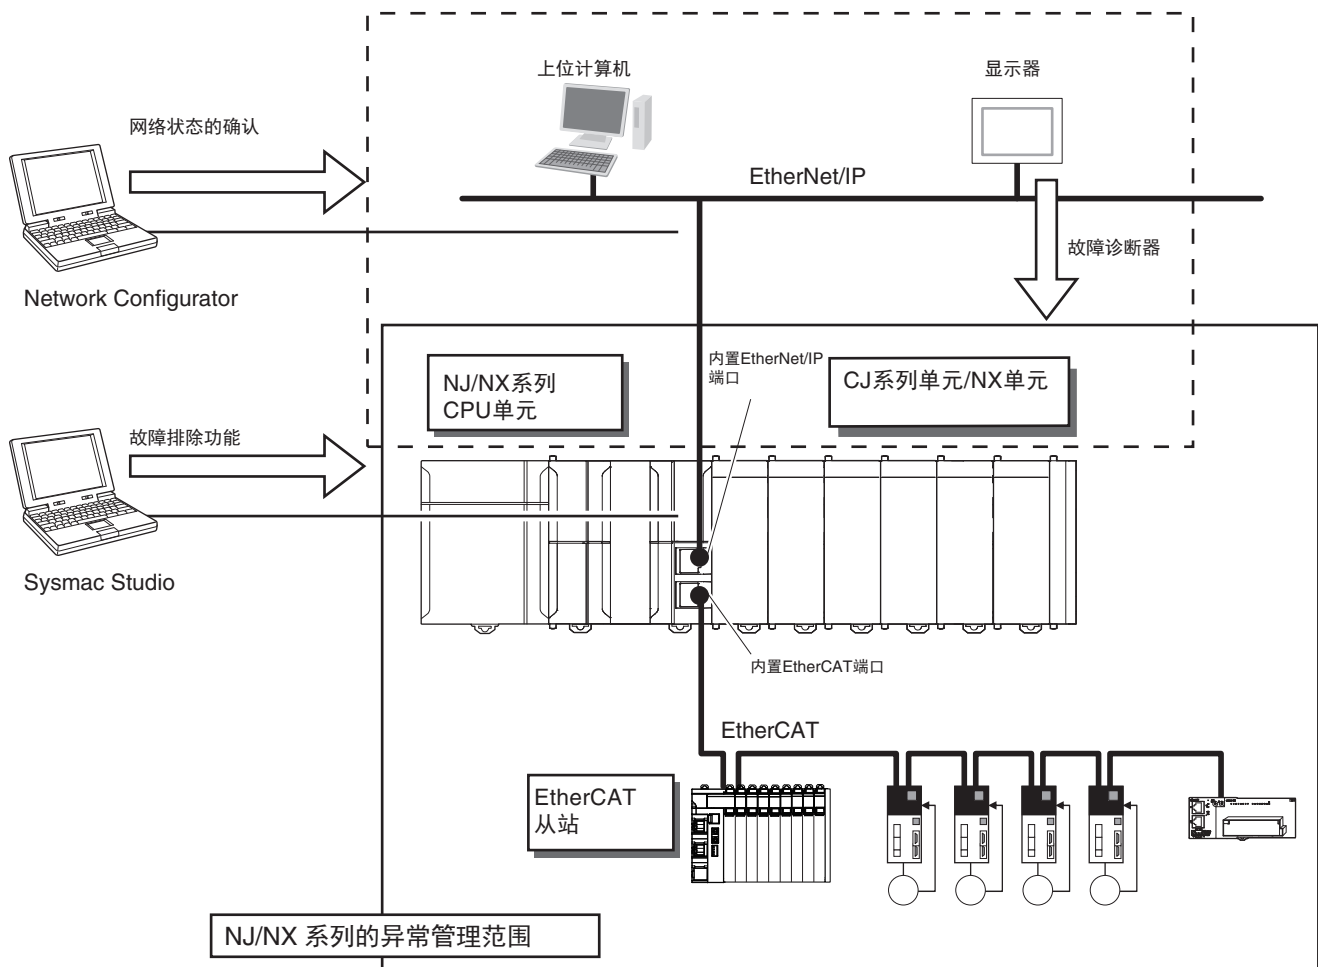 上位计算机
显示器
网络状态的确认
EtherNet/IP
故障诊断器
Network Configurator
内置EtherNet/IP
端口
NJ/NX系列
CPU单元
CJ系列单元/NX单元
故障排除功能
Sysmac Studio
内置EtherCAT端口
EtherCAT
EtherCAT
从站
NJ/NX 系列的异常管理范围